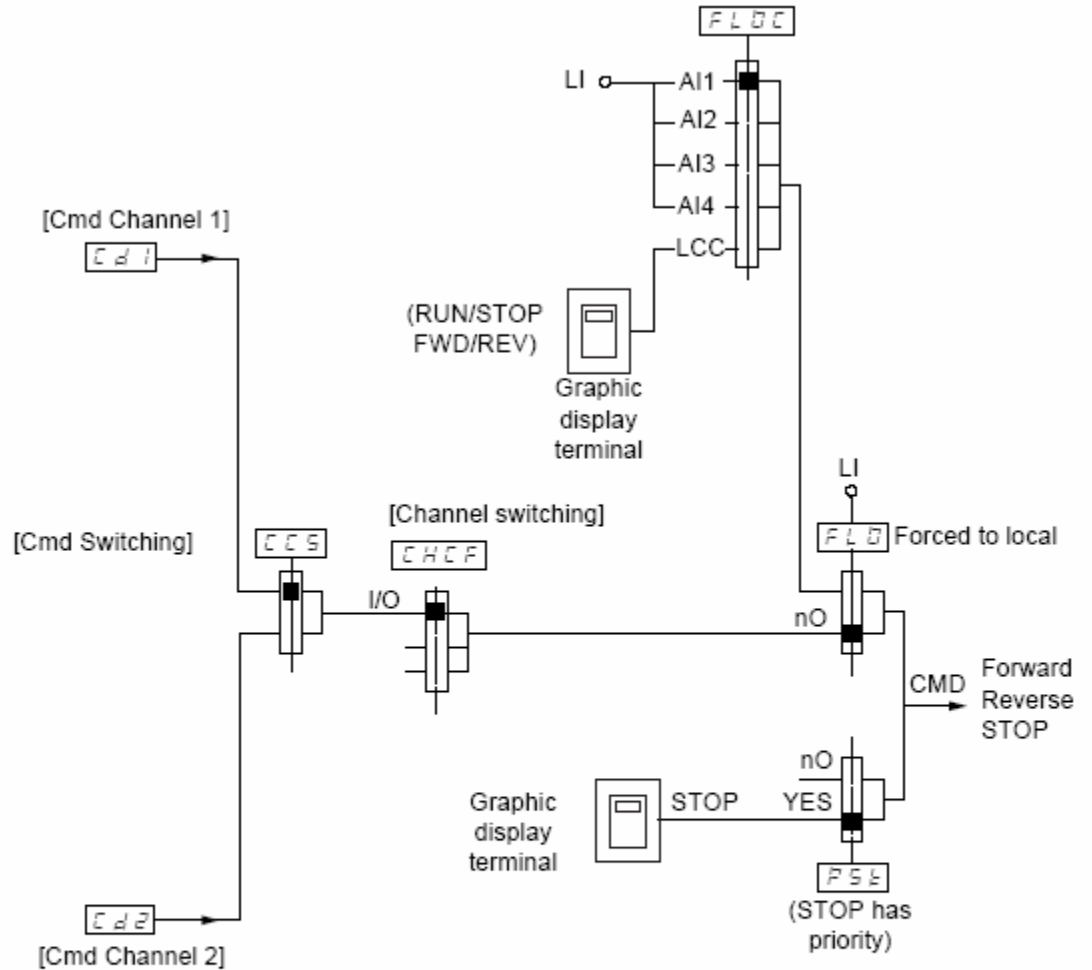 FLOC
LI
AI1
AI2
AI3
AI4
LCC
[Cmd Channel 1]
Cd1
(RUN/STOP
FWD/REV)
Graphic
display
terminal
LI
FLO Forced to local
[Channel switching]
CHCF
[Cmd Switching]
CCS
I/O
nO
CMD
Forward
Reverse
STOP
nO
YES
STOP
Graphic
display
terminal
PSt
(STOP has
priority)
Cd2
[Cmd Channel 2]